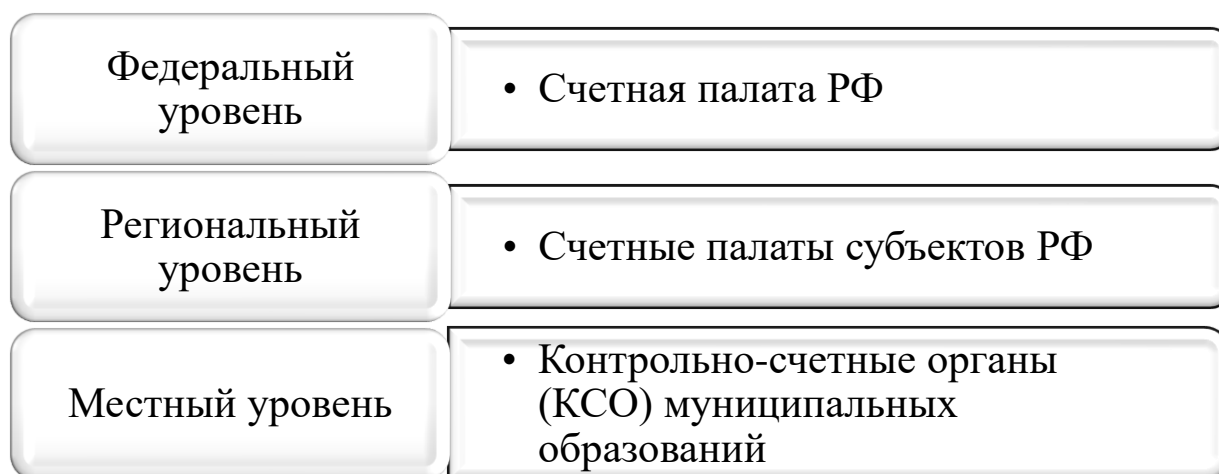 Федеральный
уровень
• Счетная палата РФ
Региональный
уровень
• Счетные палаты субъектов РФ
Местный уровень
• Контрольно-счетные органы
(КСО) муниципальных
образований